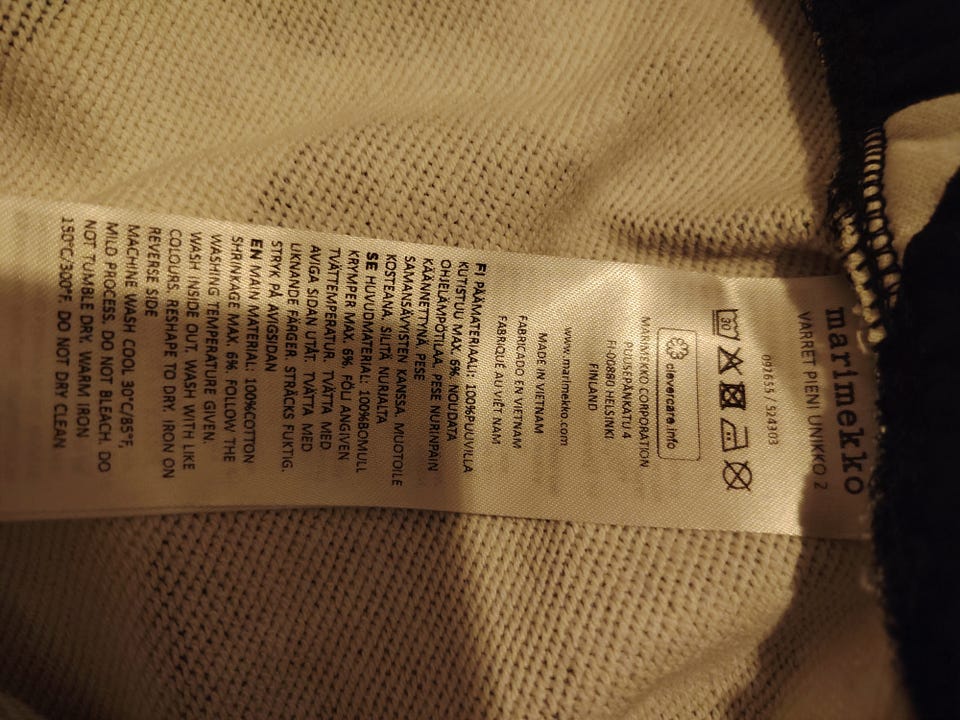 marimekko
VARRET PIENI UNIKKO 2
091655 / 524303
30
clevercare.info
MARIMEKKO CORPORATION
PUUSEPÄNKATU 4
FI-00880 HELSINKI
FINLAND
www.marimekko.com
MADE IN VIETNAM
FABRICADO EN VIETNAM
FABRIQUÉ AU VIÊT NAM
FI PÄÄMATERIAALI: 100%PUUVILLA
KUTISTUU MAX. 6% NOUDATA
OHJELÄMPÖTILAA. PESE NURINPÄIN
KÄÄNNETTYNÄ. PESE
SAMANSÄVYISTEN KANSSA. MUOTOILE
KOSTEANA. SILITÄ NURJALTA
SE HUVUDMATERIAL: 100%BOMULL
KRYMPER MAX. 6%. FÖLJ ANGIVEN
TVÄTTEMPERATUR. TVÄTTA MED
AVIGA SIDAN UTÅT. TVÄTTA MED
LIKNANDE FÄRGER. STRÄCKS FUKTIG.
STRYK PÅ AVIGSIDAN
EN MAIN MATERIAL: 100%COTTON
SHRINKAGE MAX. 6%. FOLLOW THE
WASHING TEMPERATURE GIVEN.
WASH INSIDE OUT. WASH WITH LIKE
COLOURS. RESHAPE TO DRY. IRON ON
REVERSE SIDE
MACHINE WASH COOL 30°C/85°F,
MILD PROCESS. DO NOT BLEACH. DO
NOT TUMBLE DRY. WARM IRON
150°C/300°F. DO NOT DRY CLEAN